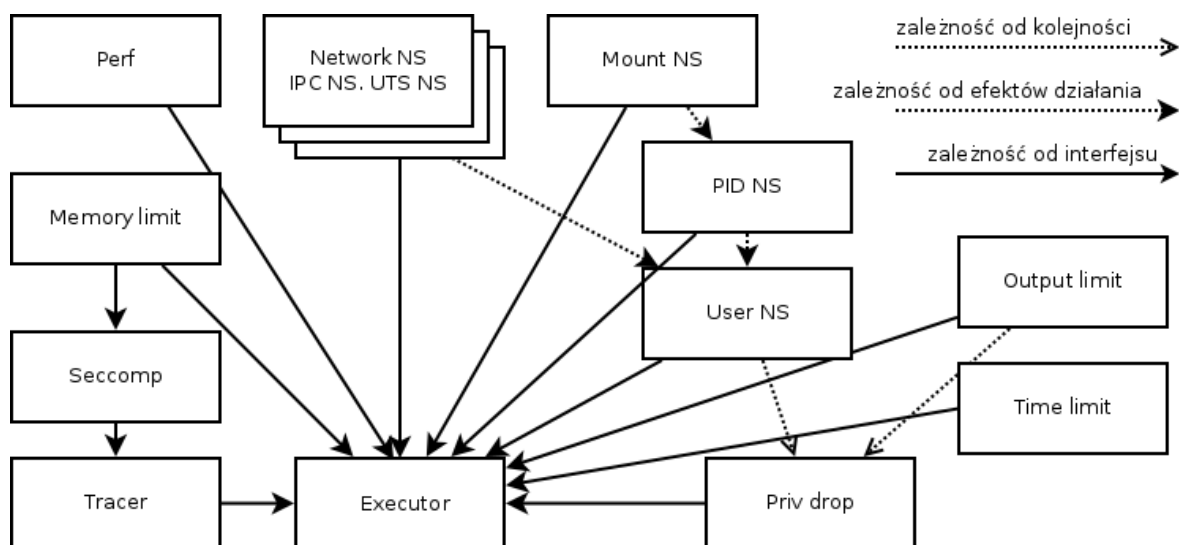 Perf
Network NS
IPC NS. UTS NS
Mount NS
zależność od kolejności
zależność od efektów działania
zależność od interfejsu
Memory limit
PID NS
Output limit
User NS
Seccomp
Time limit
Tracer
Executor
Priv drop